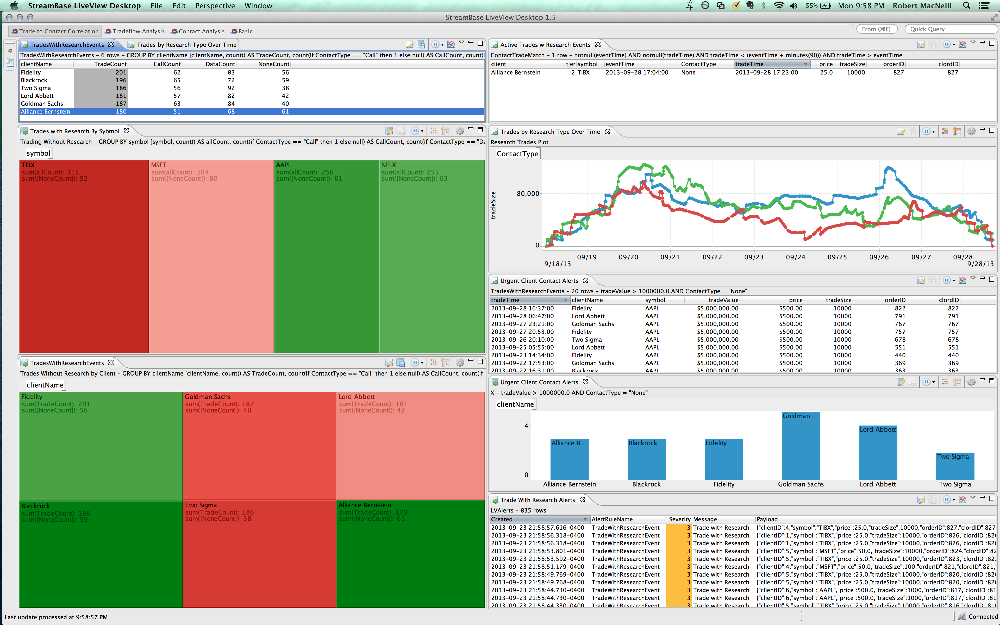 StreamBase LiveView Desktop File Edit Perspective Window 55% Mon 9:58 PM Robert MacNeill
StreamBase LiveView Desktop 1.5
Trade to Contact Correlation Tradeflow Analysis Contact Analysis Basic From (⌘E) Quick Query
TradesWithResearchEvents Trades by Research Type Over Time
TradesWithResearchEvents – 6 rows – GROUP BY clientName [clientName, count() AS TradeCount, count(if ContactType == "Call" then 1 else null) AS CallCount, count(i
clientName TradeCount CallCount DataCount NoneCount
Fidelity 201 62 83 56
Blackrock 196 65 72 59
Two Sigma 186 56 92 38
Lord Abbett 181 57 82 42
Goldman Sachs 187 63 84 40
Alliance Bernstein 180 51 68 61
Trades with Research By Sybmol
Trading Without Research – GROUP BY symbol [symbol, count() AS allCount, count(if ContactType == "Call" then 1 else null) AS CallCount, count(if ContactType == "Da
symbol
TIBX MSFT AAPL NFLX
sum(allCount): 315 sum(allCount): 304 sum(allCount): 256 sum(allCount): 255
sum(|NoneCount|): 92 sum(|NoneCount|): 80 sum(|NoneCount|): 61 sum(|NoneCount|): 63
TradesWithResearchEvents
Trades Without Research by Client – GROUP BY clientName [clientName, count() AS TradeCount, count(if ContactType == "Call" then 1 else null) AS CallCount, count(if
clientName
Fidelity Goldman Sachs Lord Abbett
sum(TradeCount): 201 sum(TradeCount): 187 sum(TradeCount): 181
sum(|NoneCount|): 56 sum(|NoneCount|): 40 sum(|NoneCount|): 42
Blackrock Two Sigma Alliance Bernstein
sum(TradeCount): 196 sum(TradeCount): 186 sum(TradeCount): 179
sum(|NoneCount|): 59 sum(|NoneCount|): 38 sum(|NoneCount|): 61
Active Trades w Research Events
ContactTradeMatch – 1 row – notnull(eventTime) AND notnull(tradeTime) AND tradeTime < (eventTime + minutes(90)) AND tradeTime > eventTime
client tier symbol eventTime ContactType tradeTime price tradeSize orderID clordID
Alliance Bernstein 2 TIBX 2013-09-28 17:04:00 None 2013-09-28 17:23:00 25.0 10000 827 827
Trades by Research Type Over Time
Research Trades Plot
ContactType
tradeSize
80,000
0
09/19 09/20 09/21 09/22 09/23 09/24 09/25 09/26 09/27 09/28
9/18/13 9/28/13
Urgent Client Contact Alerts
TradesWithResearchEvents – 20 rows – tradeValue > 1000000.0 AND ContactType = "None"
tradeTime clientName symbol tradeValue price tradeSize orderID clordID
2013-09-28 16:37:00 Fidelity AAPL $5,000,000.00 $500.00 10000 822 822
2013-09-28 06:47:00 Lord Abbett AAPL $5,000,000.00 $500.00 10000 791 791
2013-09-27 23:21:00 Goldman Sachs AAPL $5,000,000.00 $500.00 10000 767 767
2013-09-27 20:53:00 Fidelity AAPL $5,000,000.00 $500.00 10000 757 757
2013-09-26 20:10:00 Two Sigma AAPL $5,000,000.00 $500.00 10000 678 678
2013-09-25 05:55:00 Lord Abbett AAPL $5,000,000.00 $500.00 10000 551 551
2013-09-23 14:34:00 Fidelity AAPL $5,000,000.00 $500.00 10000 440 440
2013-09-22 17:53:00 Goldman Sachs AAPL $5,000,000.00 $500.00 10000 369 369
2013-09-22 16:31:00 Blackrock AAPL $5,000,000.00 $500.00 10000 363 363
Urgent Client Contact Alerts
X – tradeValue > 1000000.0 AND ContactType = "None"
clientName
4
0
Alliance B... Blackrock Fidelity Goldman ... Lord Abbett Two Sigma
Alliance Bernstein Blackrock Fidelity Goldman Sachs Lord Abbett Two Sigma
Trade With Research Alerts
LVAlerts – 835 rows
Created AlertRuleName Severity Message Payload
2013-09-23 21:58:57.616-0400 TradeWithResearchEvent 3 Trade with Research {"clientID":4,"symbol":"TIBX","price":25.0,"tradeSize":10000,"orderID":827,"clordID":827
2013-09-23 21:58:56.318-0400 TradeWithResearchEvent 3 Trade with Research {"clientID":1,"symbol":"TIBX","price":25.0,"tradeSize":10000,"orderID":826,"clordID":826
2013-09-23 21:58:56.318-0400 TradeWithResearchEvent 3 Trade with Research {"clientID":1,"symbol":"TIBX","price":25.0,"tradeSize":10000,"orderID":826,"clordID":826
2013-09-23 21:58:53.801-0400 TradeWithResearchEvent 3 Trade with Research {"clientID":5,"symbol":"MSFT","price":50.0,"tradeSize":10000,"orderID":824,"clordID":82
2013-09-23 21:58:53.592-0400 TradeWithResearchEvent 3 Trade with Research {"clientID":5,"symbol":"TIBX","price":25.0,"tradeSize":10000,"orderID":823,"clordID":823
2013-09-23 21:58:51.179-0400 TradeWithResearchEvent 3 Trade with Research {"clientID":4,"symbol":"MSFT","price":50.0,"tradeSize":100,"orderID":821,"clordID":821,
2013-09-23 21:58:49.769-0400 TradeWithResearchEvent 3 Trade with Research {"clientID":5,"symbol":"TIBX","price":25.0,"tradeSize":10000,"orderID":820,"clordID":820
2013-09-23 21:58:49.768-0400 TradeWithResearchEvent 3 Trade with Research {"clientID":5,"symbol":"TIBX","price":25.0,"tradeSize":10000,"orderID":820,"clordID":820
2013-09-23 21:58:44.730-0400 TradeWithResearchEvent 3 Trade with Research {"clientID":6,"symbol":"AAPL","price":500.0,"tradeSize":1000,"orderID":817,"clordID":81
2013-09-23 21:58:44.730-0400 TradeWithResearchEvent 3 Trade with Research {"clientID":6,"symbol":"AAPL","price":500.0,"tradeSize":1000,"orderID":817,"clordID":81
2013-09-23 21:58:44.330-0400 TradeWithResearchEvent 3 Trade with Research {"clientID":5,"symbol":"TIBX","price":25.0,"tradeSize":10000,"orderID":816,"clordID":816
Last update processed at 9:58:57 PM Connected